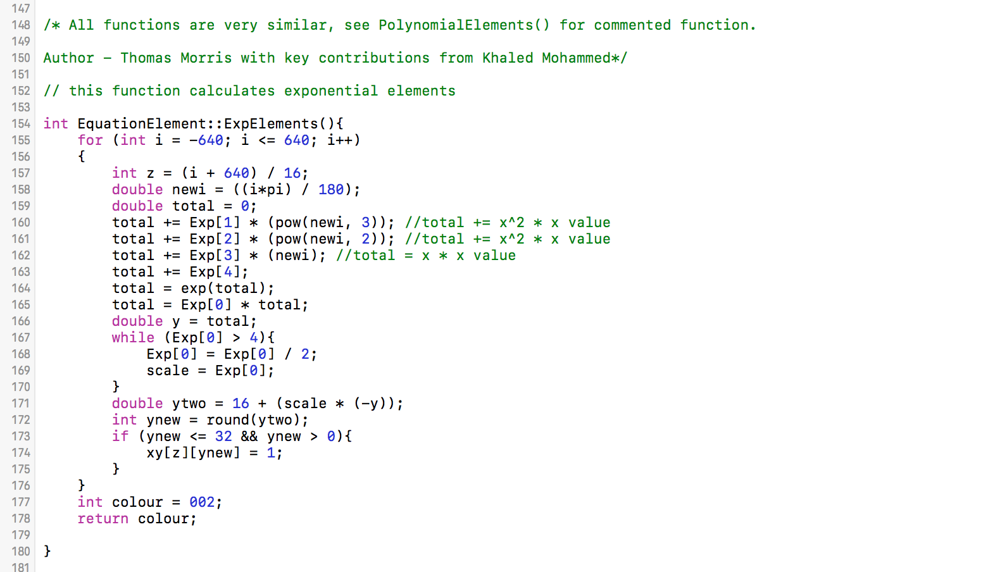 147
148 /* All functions are very similar, see PolynomialElements() for commented function.
149
150 Author - Thomas Morris with key contributions from Khaled Mohammed*/
151
152 // this function calculates exponential elements
153
154 int EquationElement::ExpElements(){
155     for (int i = -640; i <= 640; i++)
156     {
157         int z = (i + 640) / 16;
158         double newi = ((i*pi) / 180);
159         double total = 0;
160         total += Exp[1] * (pow(newi, 3)); //total += x^2 * x value
161         total += Exp[2] * (pow(newi, 2)); //total += x^2 * x value
162         total += Exp[3] * (newi); //total = x * x value
163         total += Exp[4];
164         total = exp(total);
165         total = Exp[0] * total;
166         double y = total;
167         while (Exp[0] > 4){
168             Exp[0] = Exp[0] / 2;
169             scale = Exp[0];
170         }
171         double ytwo = 16 + (scale * (-y));
172         int ynew = round(ytwo);
173         if (ynew <= 32 && ynew > 0){
174             xy[z][ynew] = 1;
175         }
176     }
177     int colour = 002;
178     return colour;
179
180 }
181